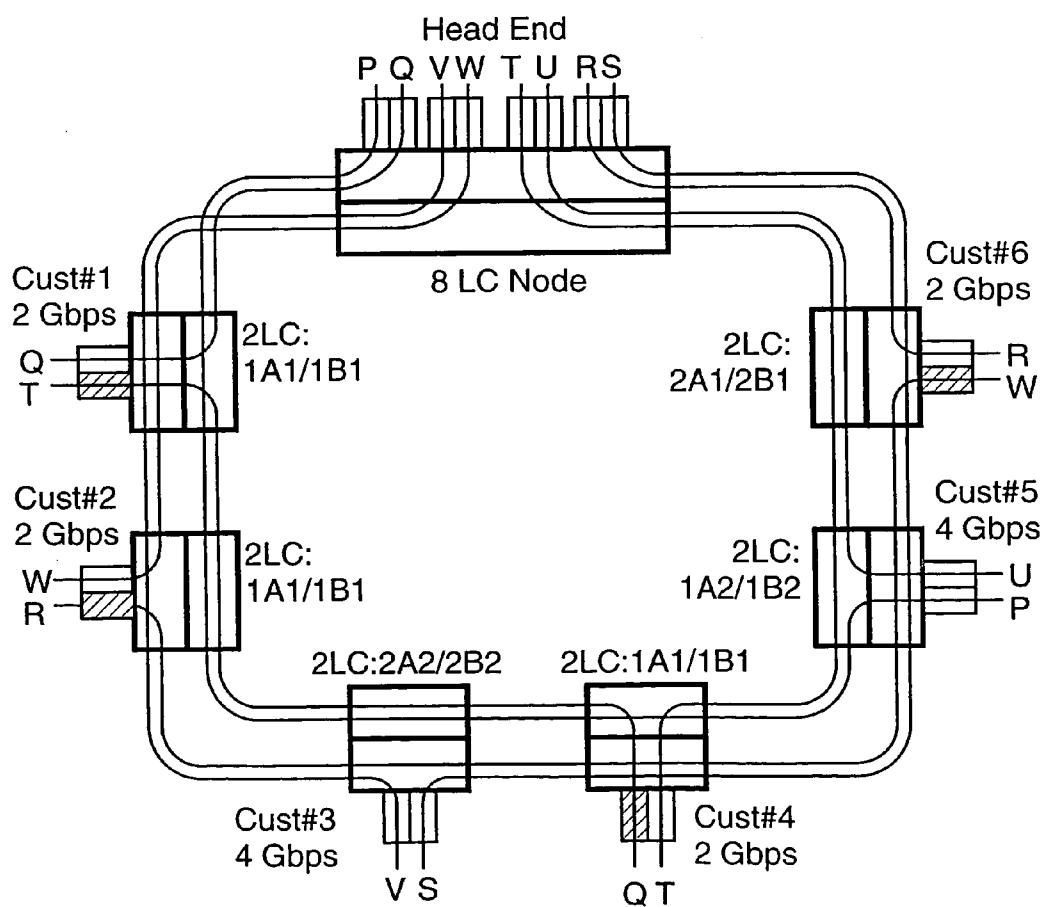 Head End
P Q V W T U R S
8 LC Node
Cust#1
2 Gbps
Q
T
2LC:
1A1/1B1
Cust#6
2 Gbps
2LC:
2A1/2B1
R
W
Cust#2
2 Gbps
W
R
2LC:
1A1/1B1
Cust#5
4 Gbps
2LC:
1A2/1B2
U
P
2LC:2A2/2B2
2LC:1A1/1B1
Cust#3
4 Gbps
V S
Cust#4
2 Gbps
Q T